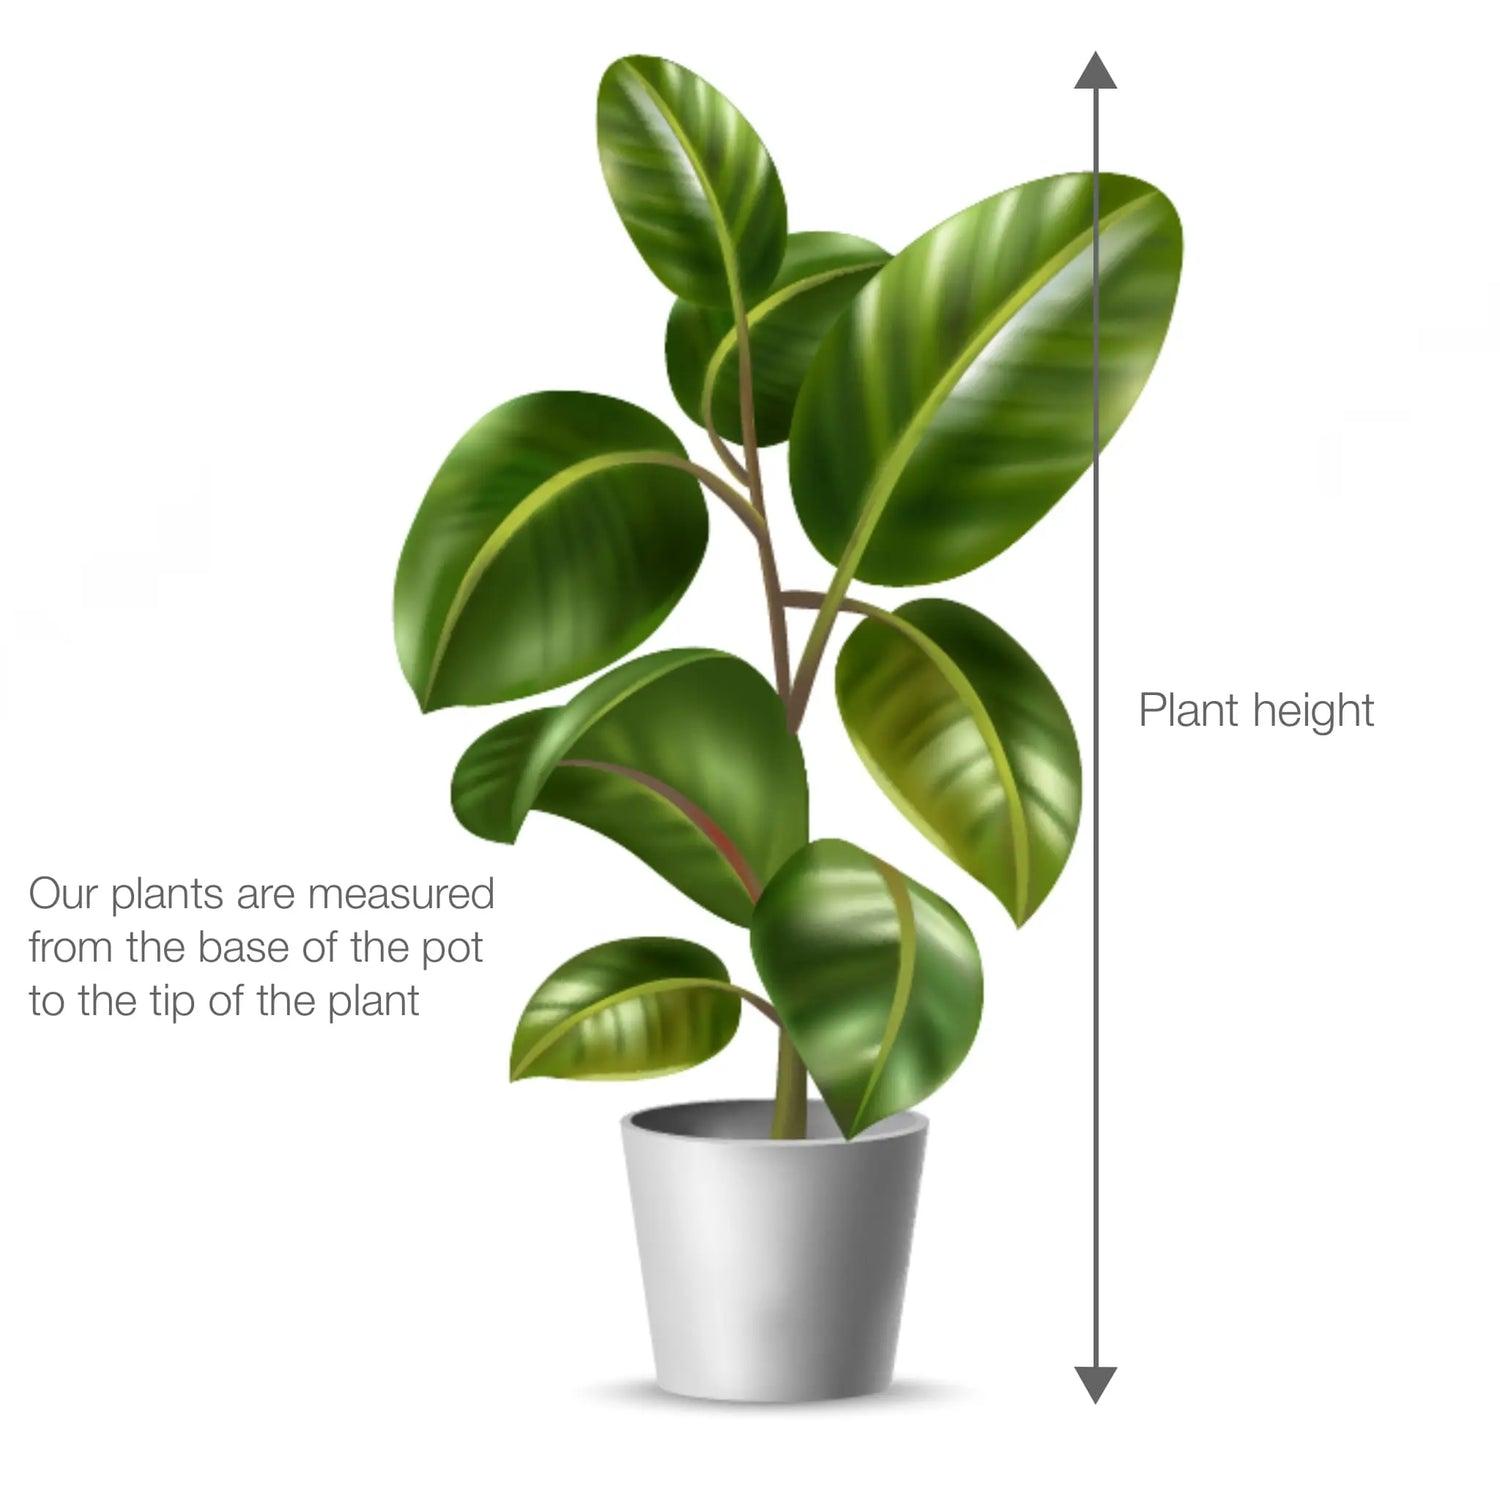 Plant height
Our plants are measured
from the base of the pot
to the tip of the plant